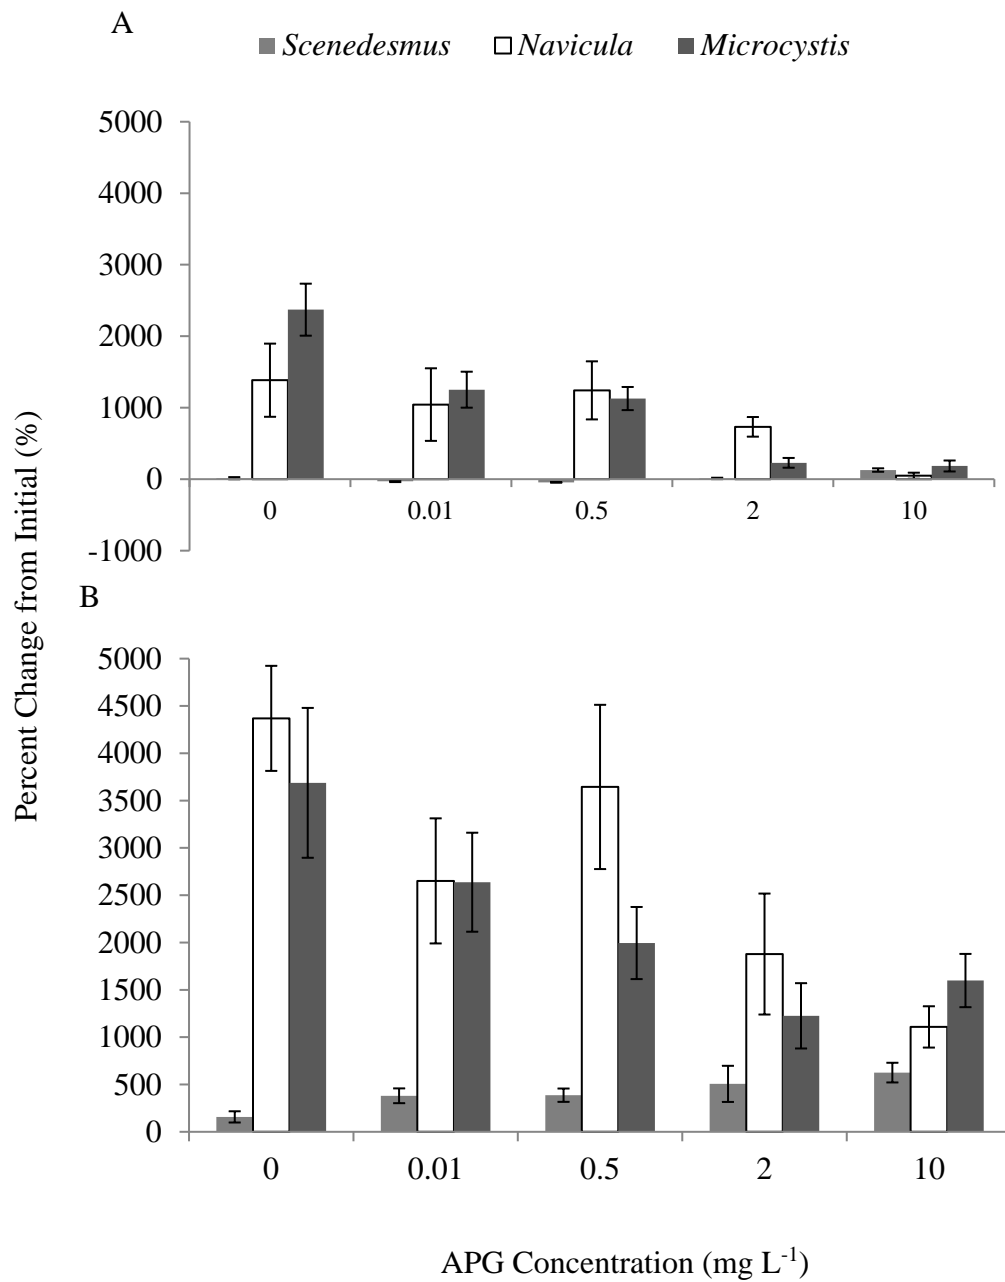 A
Scenedesmus Navicula Microcystis
5000
4000
3000
2000
1000
0
-1000
0 0.01 0.5 2 10
Percent Change from Initial (%)
B
5000
4500
4000
3500
3000
2500
2000
1500
1000
500
0
0 0.01 0.5 2 10
APG Concentration (mg L-1)